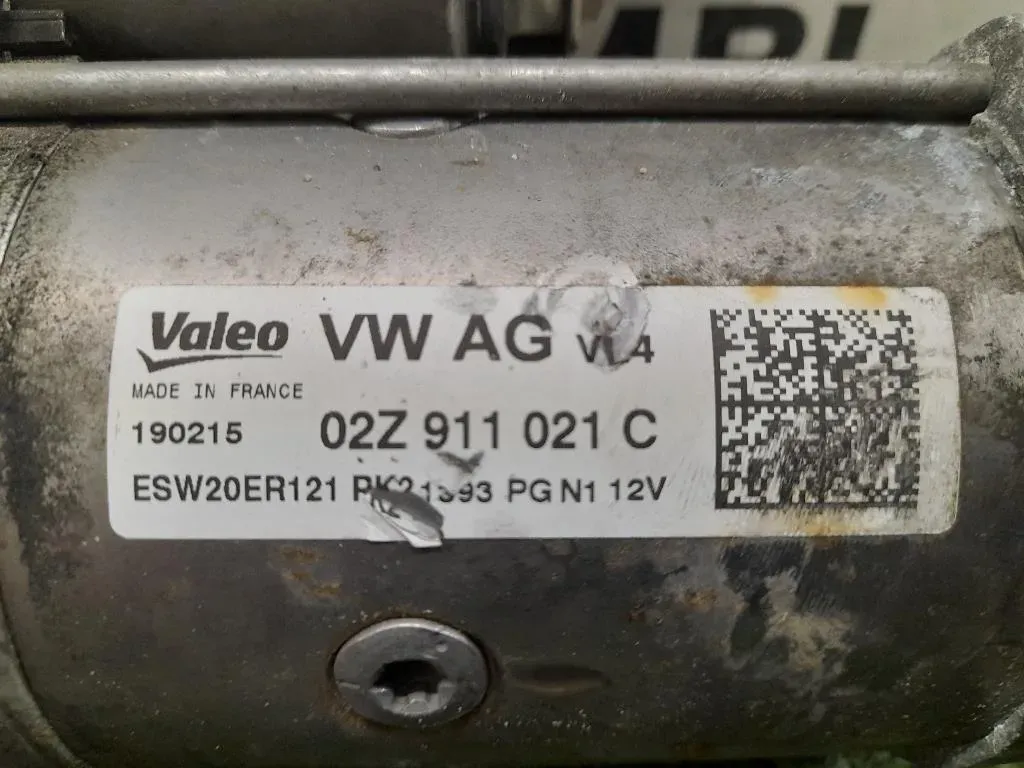 Valeo VW AG
MADE IN FRANCE
190215 02Z 911 021 C
ESW20ER121 PG N1 12V